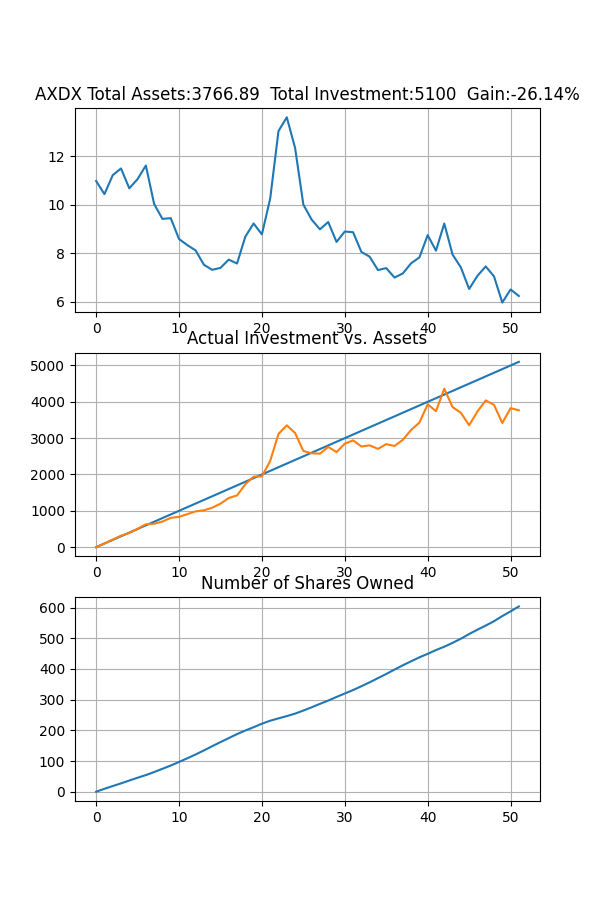 AXDX Total Assets:3766.89  Total Investment:5100  Gain:-26.14%
12
10
8
6
0 10 20 30 40 50
Actual Investment vs. Assets
5000
4000
3000
2000
1000
0
0 10 20 30 40 50
Number of Shares Owned
600
500
400
300
200
100
0
0 10 20 30 40 50